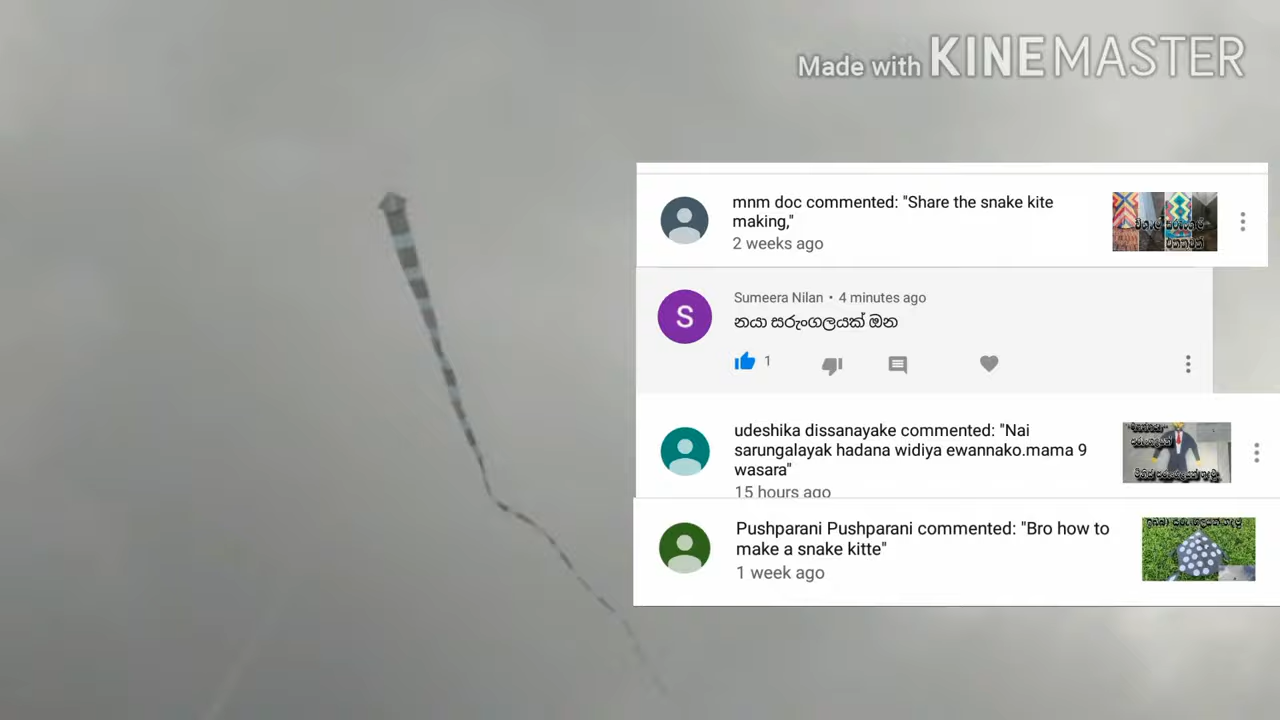 Made with KINEMASTER
mnm doc commented: "Share the snake kite
making,"
2 weeks ago
Sumeera Nilan • 4 minutes ago
නයා සරුංගලයක් ඔන
1
udeshika dissanayake commented: "Nai
sarungalayak hadana widiya ewannako.mama 9
wasara"
15 hours ago
Pushparani Pushparani commented: "Bro how to
make a snake kitte"
1 week ago
S